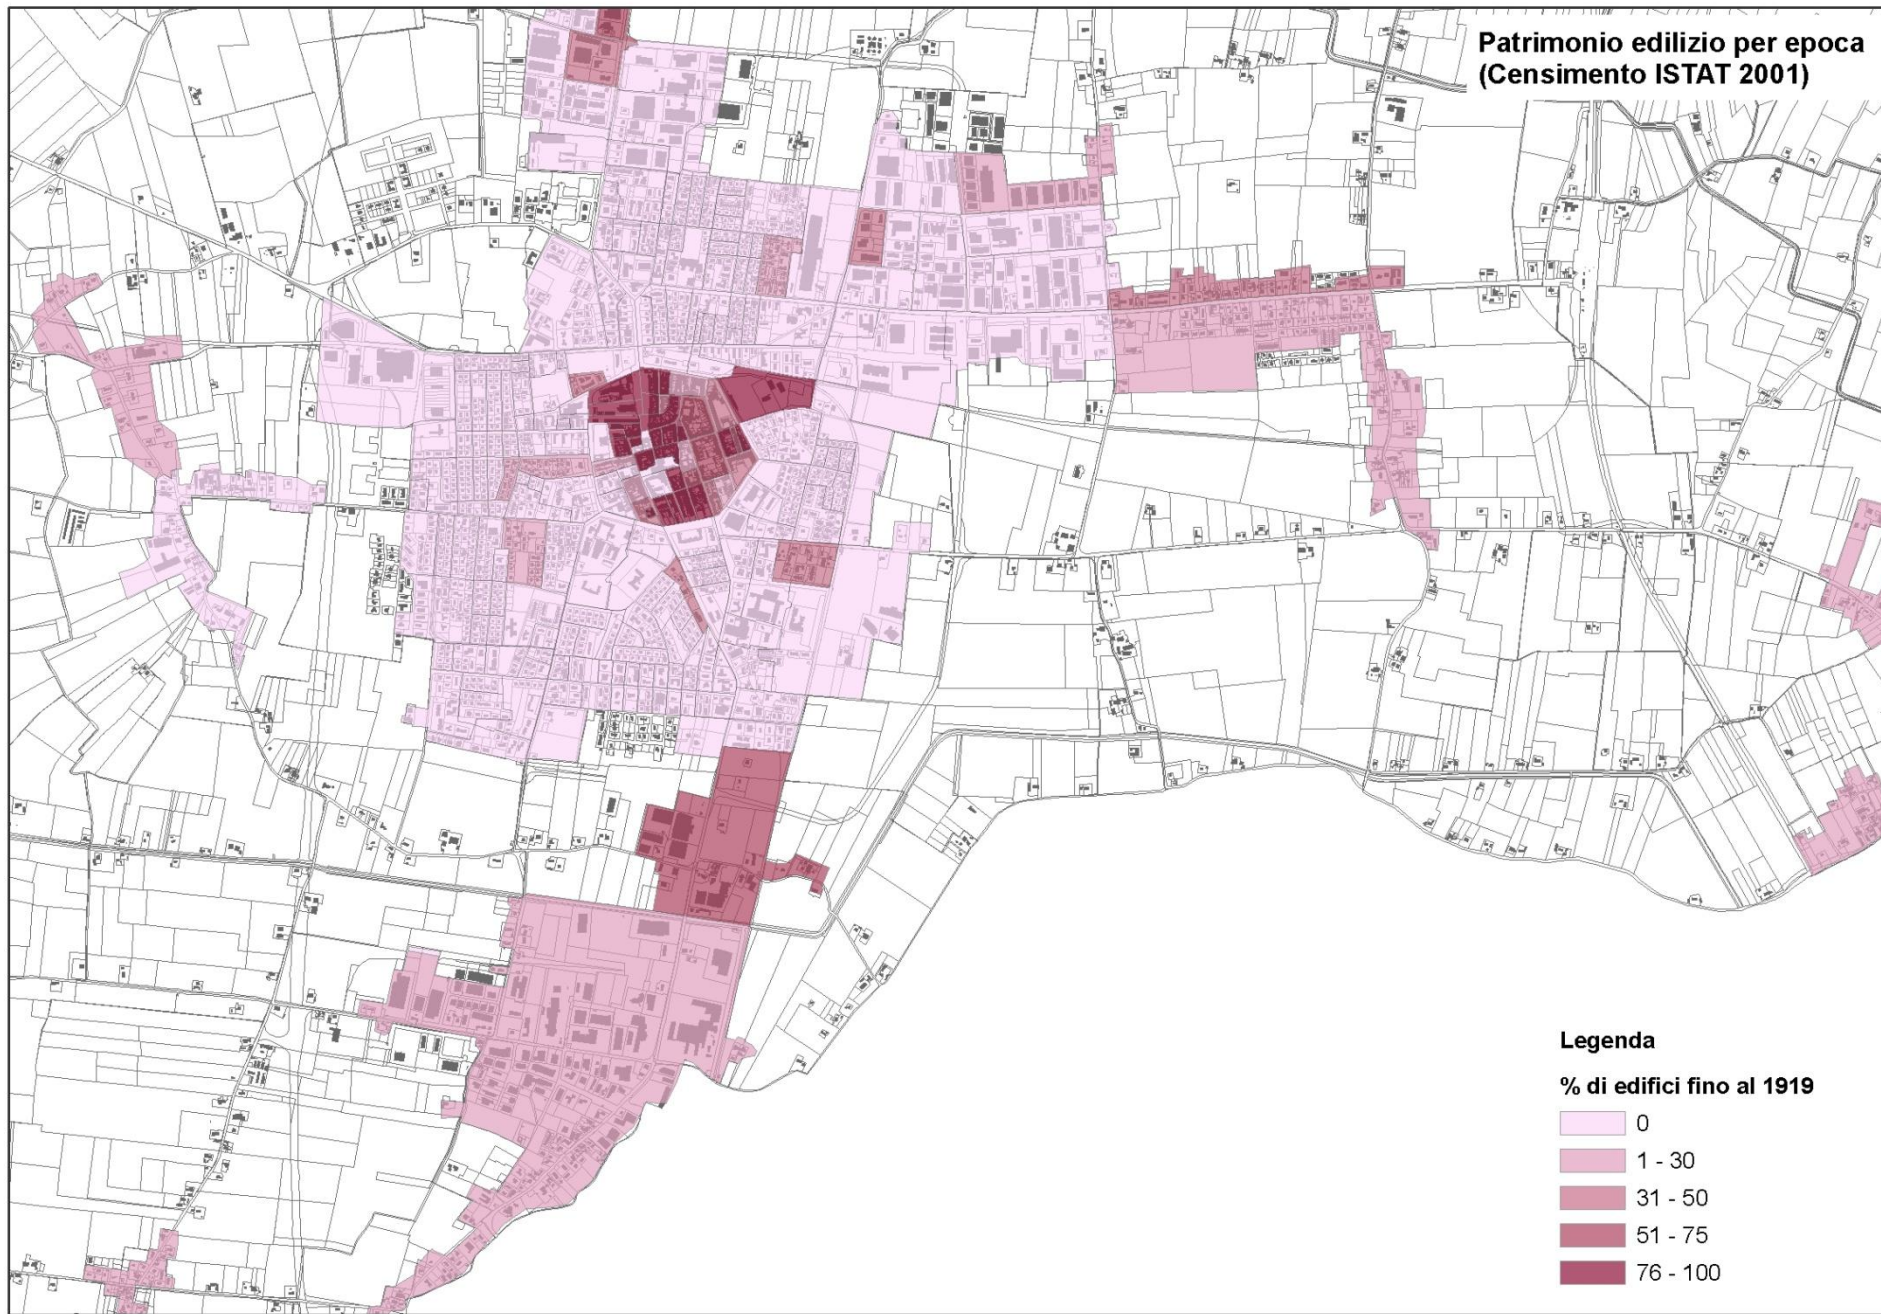 Patrimonio edilizio per epoca
(Censimento ISTAT 2001)
Legenda
% di edifici fino al 1919
0
1 - 30
31 - 50
51 - 75
76 - 100